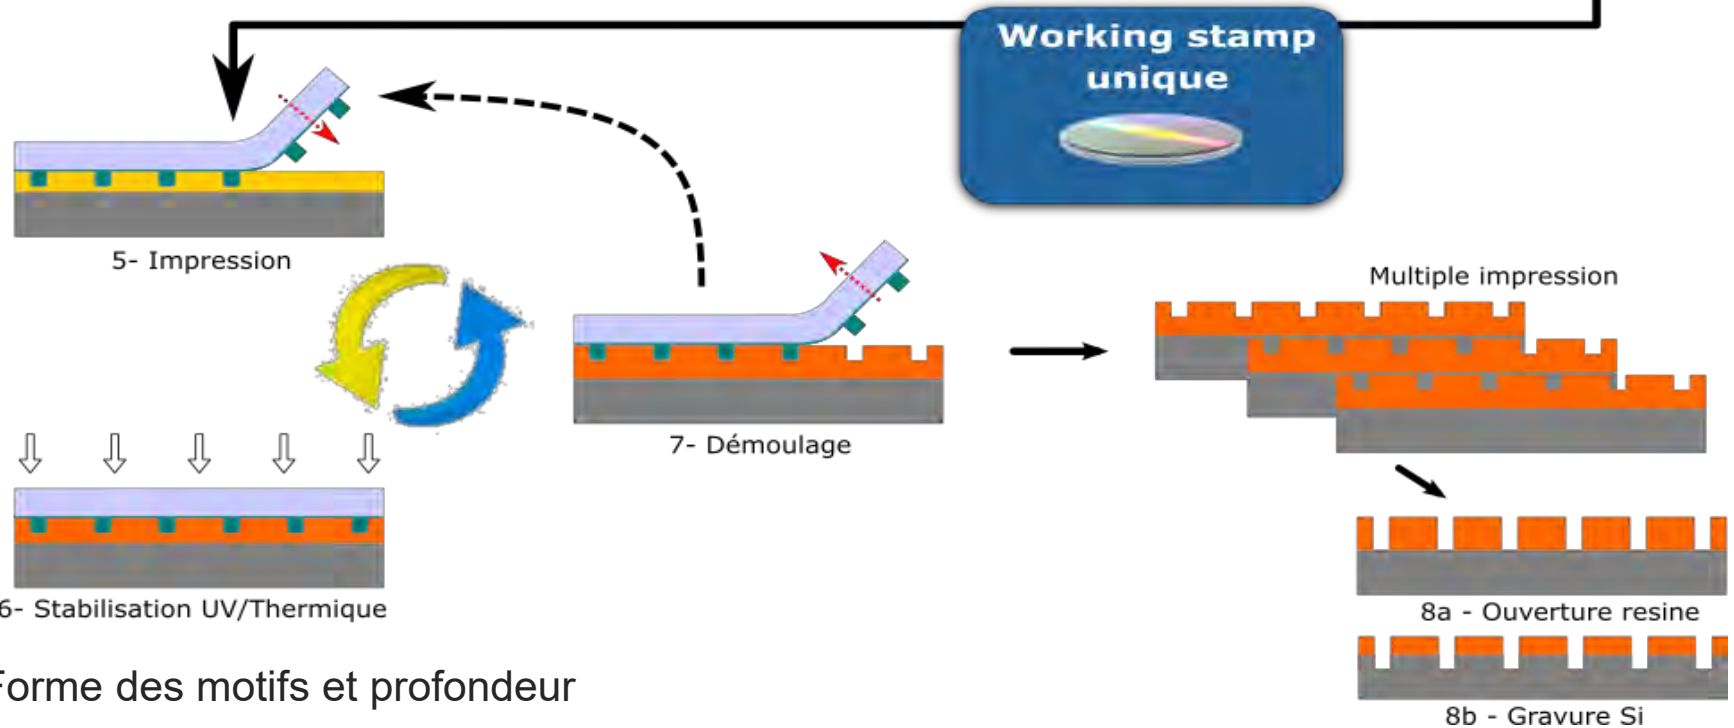 Working stamp
unique
5- Impression
Multiple impression
7- Démoulage
6- Stabilisation UV/Thermique
8a - Ouverture resine
Forme des motifs et profondeur
8b - Gravure Si